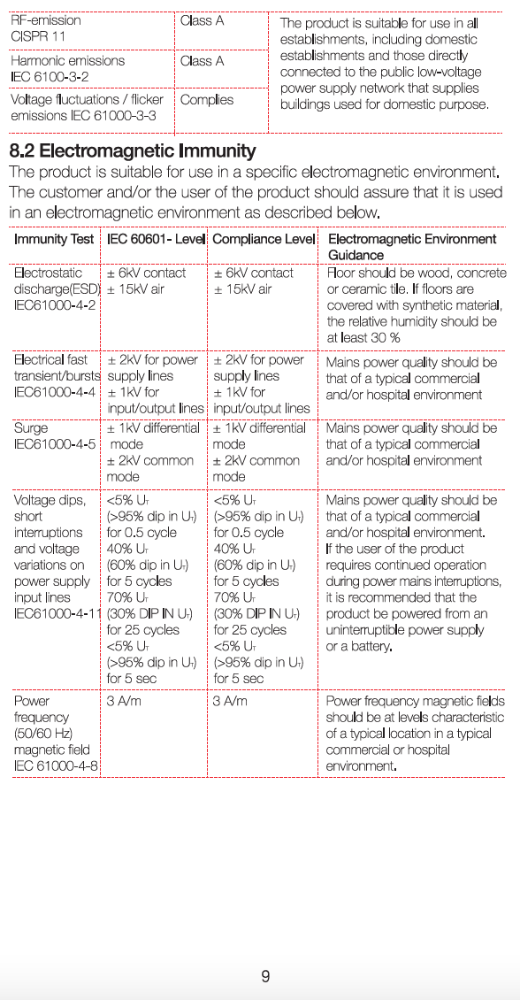 RF-emission
CISPR 11
Class A
The product is suitable for use in all
establishments, including domestic
establishments and those directly
connected to the public low-voltage
power supply network that supplies
buildings used for domestic purpose.
Harmonic emissions
IEC 6100-3-2
Class A
Voltage fluctuations / flicker
emissions IEC 61000-3-3
Complies
8.2 Electromagnetic Immunity
The product is suitable for use in a specific electromagnetic environment.
The customer and/or the user of the product should assure that it is used
in an electromagnetic environment as described below.
Immunity Test
IEC 60601- Level
Compliance Level
Electromagnetic Environment
Guidance
Electrostatic
discharge(ESD)
IEC61000-4-2
± 6kV contact
± 15kV air
± 6kV contact
± 15kV air
Floor should be wood, concrete
or ceramic tile. If floors are
covered with synthetic material,
the relative humidity should be
at least 30 %
Electrical fast
transient/bursts
IEC61000-4-4
± 2kV for power
supply lines
± 1kV for
input/output lines
± 2kV for power
supply lines
± 1kV for
input/output lines
Mains power quality should be
that of a typical commercial
and/or hospital environment
Surge
IEC61000-4-5
± 1kV differential
mode
± 2kV common
mode
± 1kV differential
mode
± 2kV common
mode
Mains power quality should be
that of a typical commercial
and/or hospital environment
Voltage dips,
short
interruptions
and voltage
variations on
power supply
input lines
IEC61000-4-11
<5% UT
(>95% dip in UT)
for 0.5 cycle
40% UT
(60% dip in UT)
for 5 cycles
70% UT
(30% DIP IN UT)
for 25 cycles
<5% UT
(>95% dip in UT)
for 5 sec
<5% UT
(>95% dip in UT)
for 0.5 cycle
40% UT
(60% dip in UT)
for 5 cycles
70% UT
(30% DIP IN UT)
for 25 cycles
<5% UT
(>95% dip in UT)
for 5 sec
Mains power quality should be
that of a typical commercial
and/or hospital environment.
If the user of the product
requires continued operation
during power mains interruptions,
it is recommended that the
product be powered from an
uninterruptible power supply
or a battery.
Power
frequency
(50/60 Hz)
magnetic field
IEC 61000-4-8
3 A/m
3 A/m
Power frequency magnetic fields
should be at levels characteristic
of a typical location in a typical
commercial or hospital
environment.
9